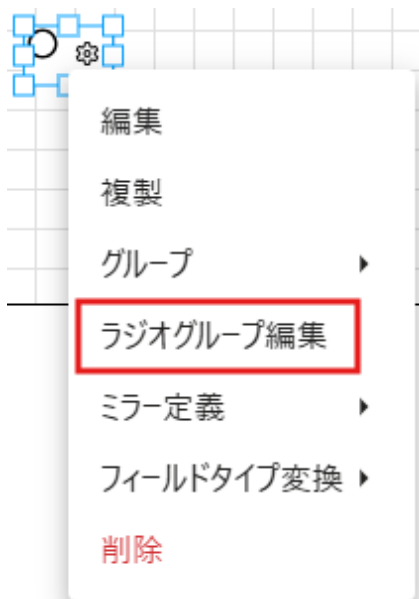 編集
複製
グループ
ラジオグループ編集
ミラー定義
フィールドタイプ変換
削除